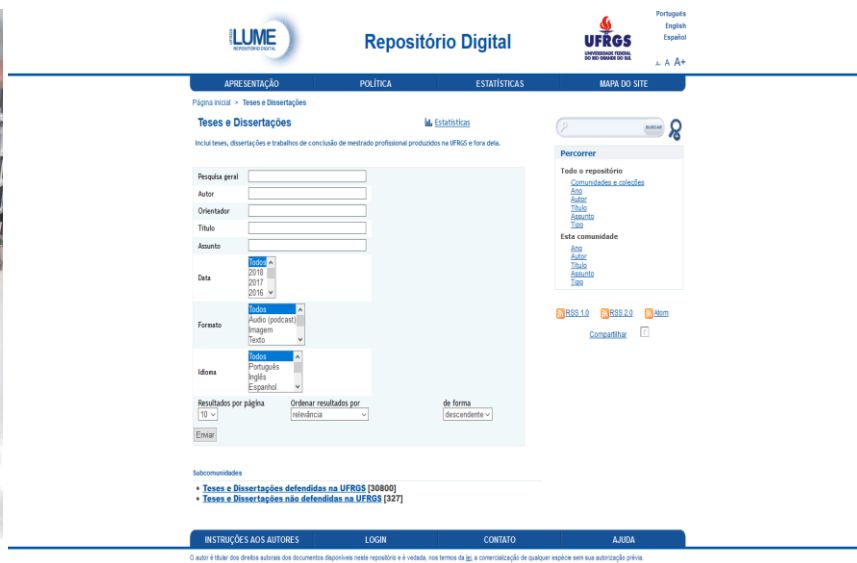 Português
English
Español
UFRGS LUME
REPOSITÓRIO DIGITAL
Repositório Digital
UFRGS
UNIVERSIDADE FEDERAL
DO RIO GRANDE DO SUL
A- A A+
APRESENTAÇÃO POLÍTICA ESTATÍSTICAS MAPA DO SITE
Página inicial > Teses e Dissertações
Teses e Dissertações Estatísticas
BUSCAR
Inclui teses, dissertações e trabalhos de conclusão de mestrado profissional produzidos na UFRGS e fora dela.
Percorrer
Todo o repositório
Comunidades e coleções
Ano
Autor
Título
Assunto
Tipo
Esta comunidade
Ano
Autor
Título
Assunto
Tipo
RSS 1.0 RSS 2.0 Atom
Compartilhar
Pesquisa geral
Autor
Orientador
Título
Assunto
Data
Todos
2018
2017
2016
Formato
Todos
Audio (podcast)
Imagem
Texto
Idioma
Todos
Português
Inglês
Espanhol
Resultados por página Ordenar resultados por de forma
10 relevância descendente
Enviar
Subcomunidades
• Teses e Dissertações defendidas na UFRGS [30800]
• Teses e Dissertações não defendidas na UFRGS [327]
INSTRUÇÕES AOS AUTORES LOGIN CONTATO AJUDA
O autor é titular dos direitos autorais dos documentos disponíveis neste repositório e é vedada, nos termos da lei, a comercialização de qualquer espécie sem sua autorização prévia.